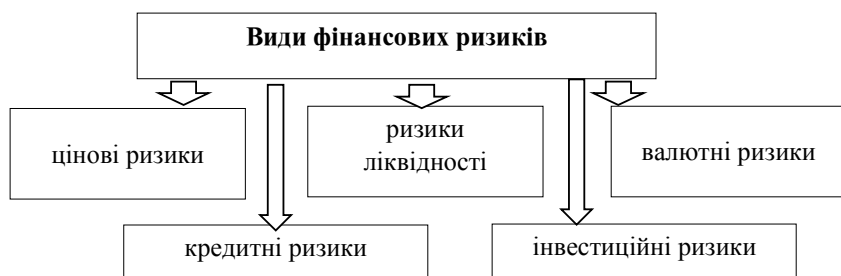 Види фінансових ризиків
цінові ризики
ризики
ліквідності
валютні ризики
кредитні ризики
інвестиційні ризики